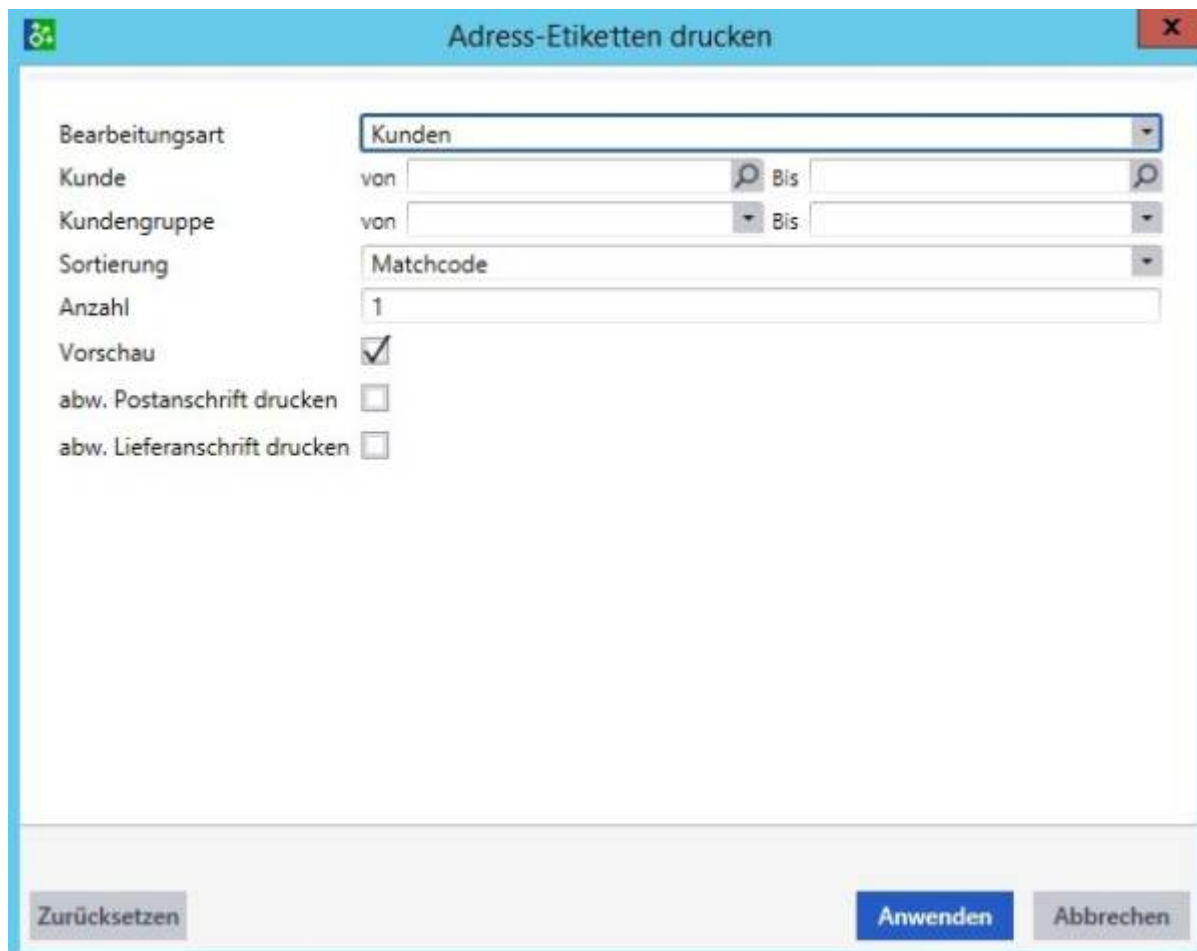 Adress-Etiketten drucken
x
Bearbeitungsart Kunden
Kunde von Bis
Kundengruppe von Bis
Sortierung Matchcode
Anzahl 1
Vorschau
abw. Postanschrift drucken
abw. Lieferanschrift drucken
Zurücksetzen Anwenden Abbrechen